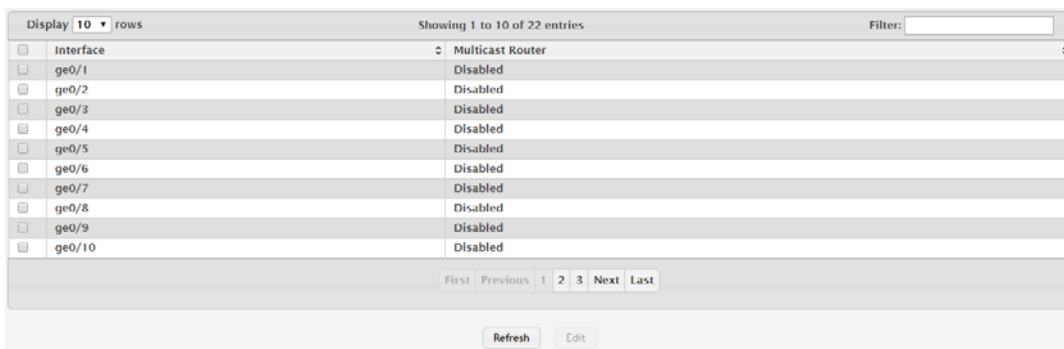 Display 10 rows Showing 1 to 10 of 22 entries Filter:
Interface Multicast Router
ge0/1 Disabled
ge0/2 Disabled
ge0/3 Disabled
ge0/4 Disabled
ge0/5 Disabled
ge0/6 Disabled
ge0/7 Disabled
ge0/8 Disabled
ge0/9 Disabled
ge0/10 Disabled
First Previous 1 2 3 Next Last
Refresh Edit